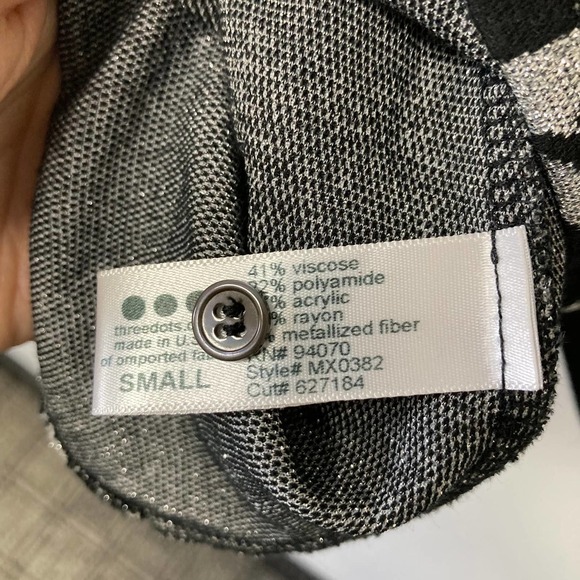 threedots.
made in U.S
of omported fa
SMALL
41% viscose
% polyamide
% acrylic
% rayon
% metallized fiber
N# 94070
Style# MX0382
Cut# 627184